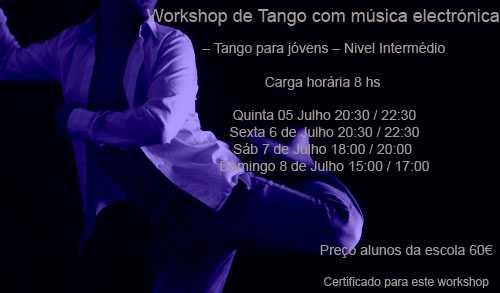 Workshop de Tango com música electrónica
– Tango para jóvens – Nivel Intermédio
Carga horária 8 hs
Quinta 05 Julho 20:30 / 22:30
Sexta 6 de Julho 20:30 / 22:30
Sáb 7 de Julho 18:00 / 20:00
Domingo 8 de Julho 15:00 / 17:00
Preço alunos da escola 60€
Certificado para este workshop